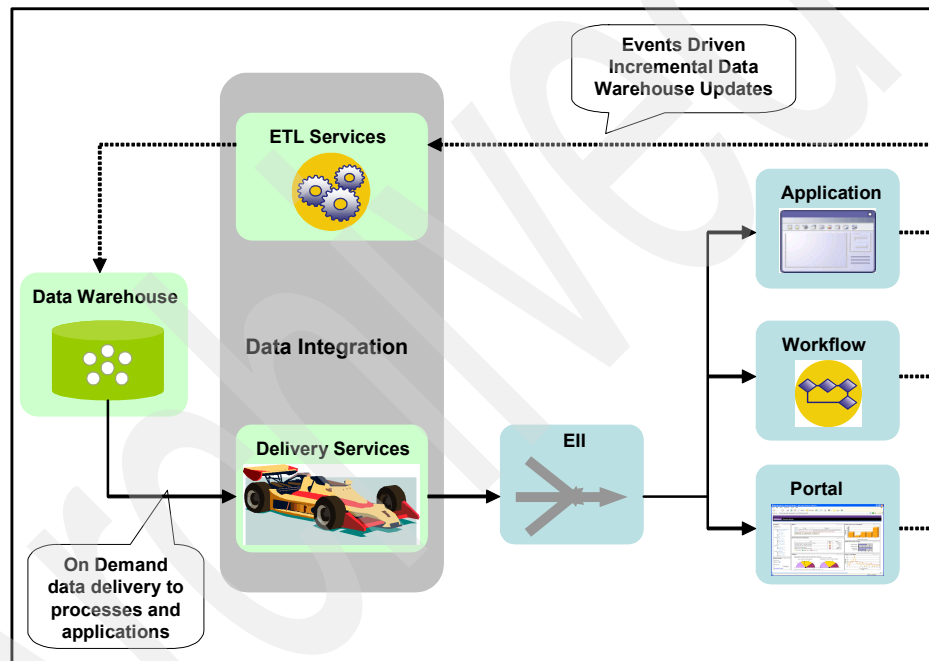 Events Driven
Incremental Data
Warehouse Updates
ETL Services
Application
Data Warehouse
Data Integration
Workflow
Delivery Services
EII
Portal
On Demand
data delivery to
processes and
applications